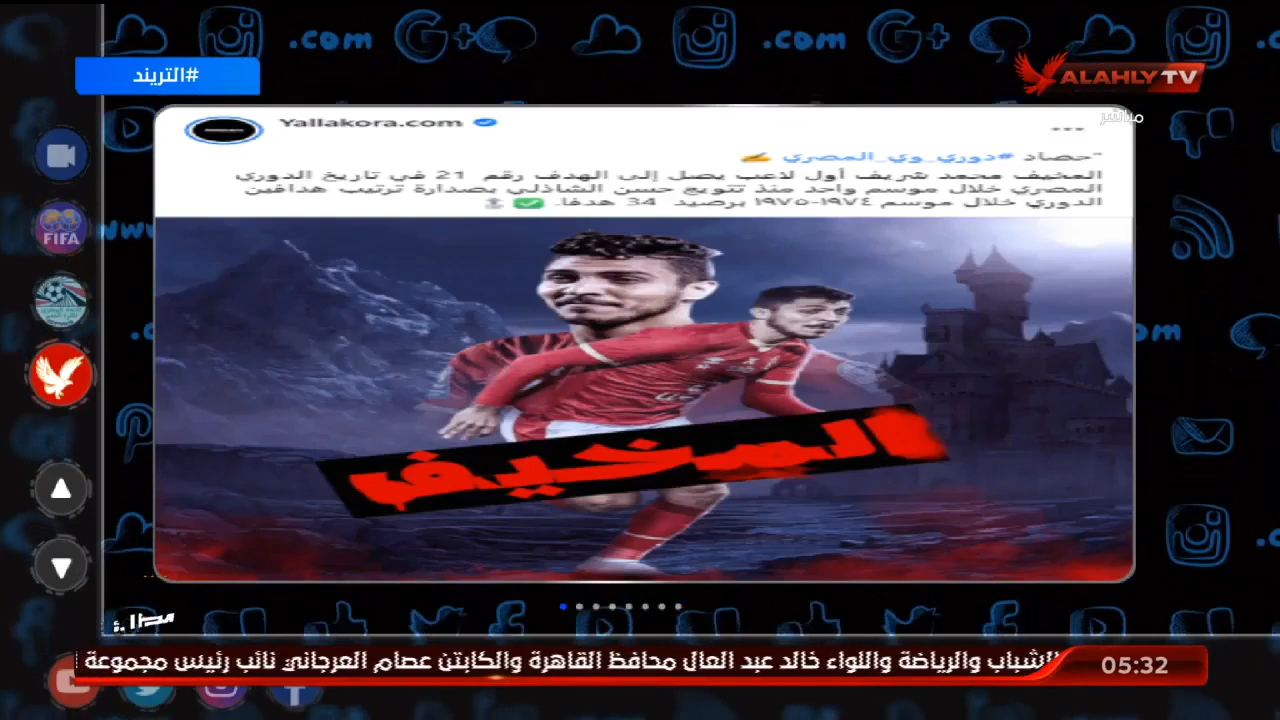 #التريند
ALAHLY TV
مباشر
Yallakora.com
"حصاد #دوري_وي_المصري ✍️
المخيف محمد شريف أول لاعب يصل إلى الهدف رقم 21 في تاريخ الدوري
المصري خلال موسم واحد منذ تتويج حسن الشاذلي بصدارة ترتيب هدافين
الدوري خلال موسم ١٩٧٤-١٩٧٥ برصيد 34 هدفا. ✅
FIFA
المخيف
الشباب والرياضة واللواء خالد عبد العال محافظ القاهرة والكابتن عصام العرجاني نائب رئيس مجموعة
05:32